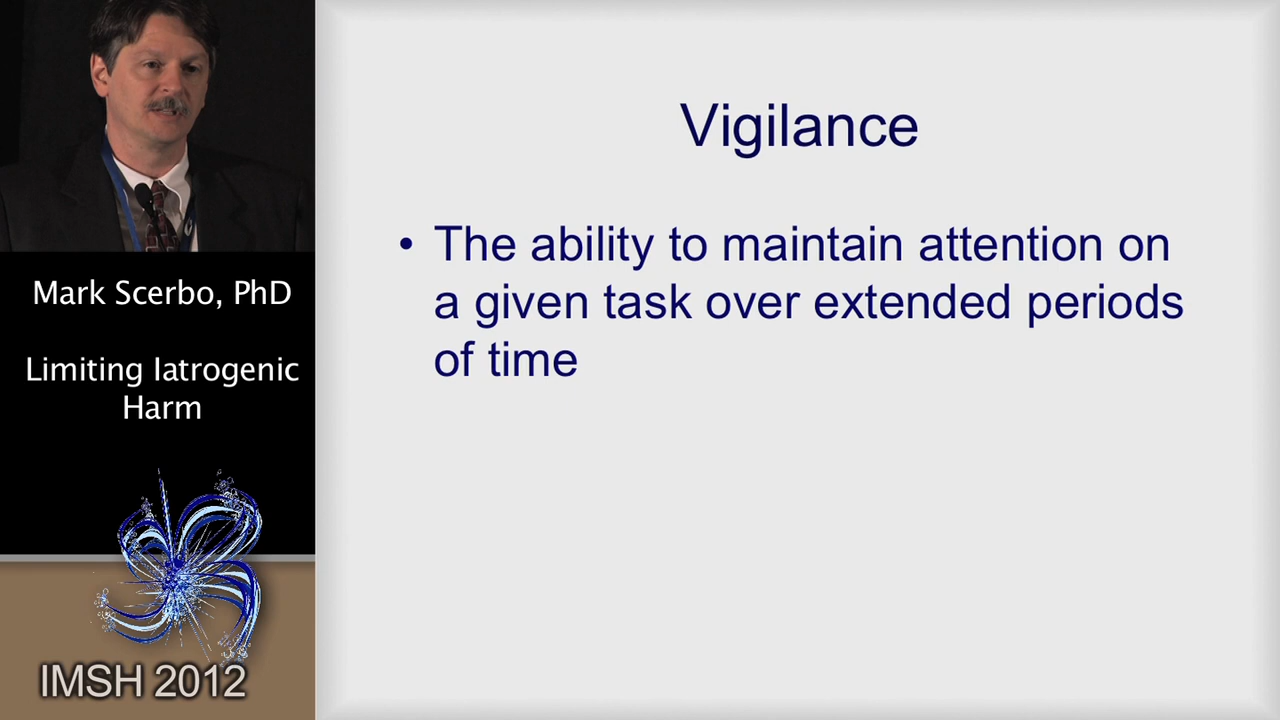 Mark Scerbo, PhD
Limiting Iatrogenic
Harm
IMSH 2012
Vigilance
• The ability to maintain attention on
a given task over extended periods
of time